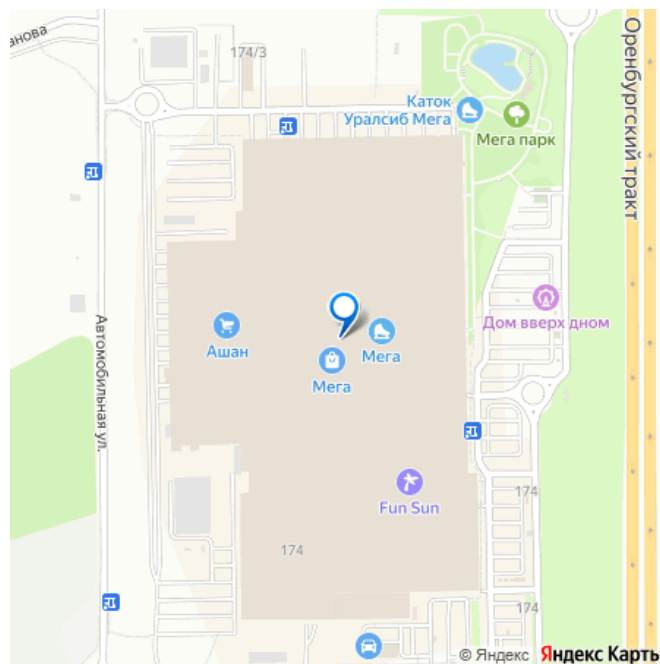 анова
174/3
Каток
Уралсиб Мега
Мега парк
Оренбургский тракт
Дом вверх дном
Ашан
Мега
Мега
Автомобильная ул.
Fun Sun
174
174
174
© Яндекс Яндекс Карты